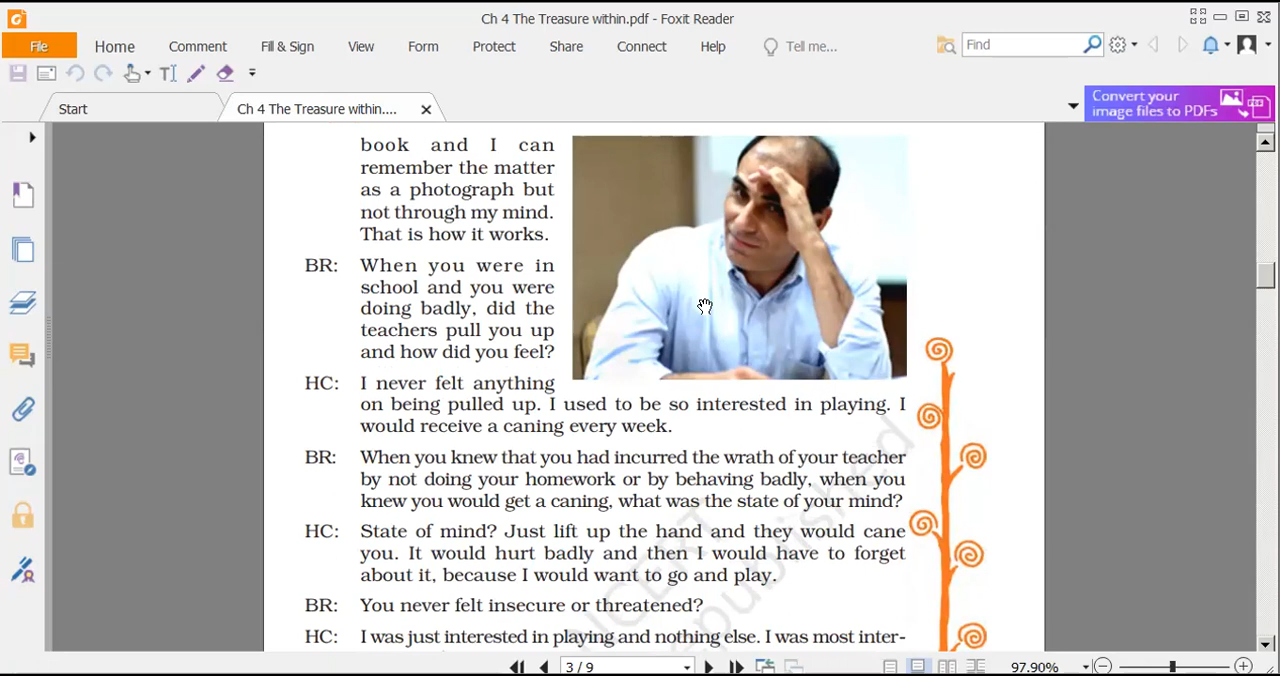 Ch 4 The Treasure within.pdf - Foxit Reader
File Home Comment Fill & Sign View Form Protect Share Connect Help Tell me... Find
Start Ch 4 The Treasure within....
Convert your
image files to PDFs
book and I can
remember the matter
as a photograph but
not through my mind.
That is how it works.
BR: When you were in
school and you were
doing badly, did the
teachers pull you up
and how did you feel?
HC: I never felt anything
on being pulled up. I used to be so interested in playing. I
would receive a caning every week.
BR: When you knew that you had incurred the wrath of your teacher
by not doing your homework or by behaving badly, when you
knew you would get a caning, what was the state of your mind?
HC: State of mind? Just lift up the hand and they would cane
you. It would hurt badly and then I would have to forget
about it, because I would want to go and play.
BR: You never felt insecure or threatened?
HC: I was just interested in playing and nothing else. I was most inter-
NCERT
republished
3 / 9
97.90%